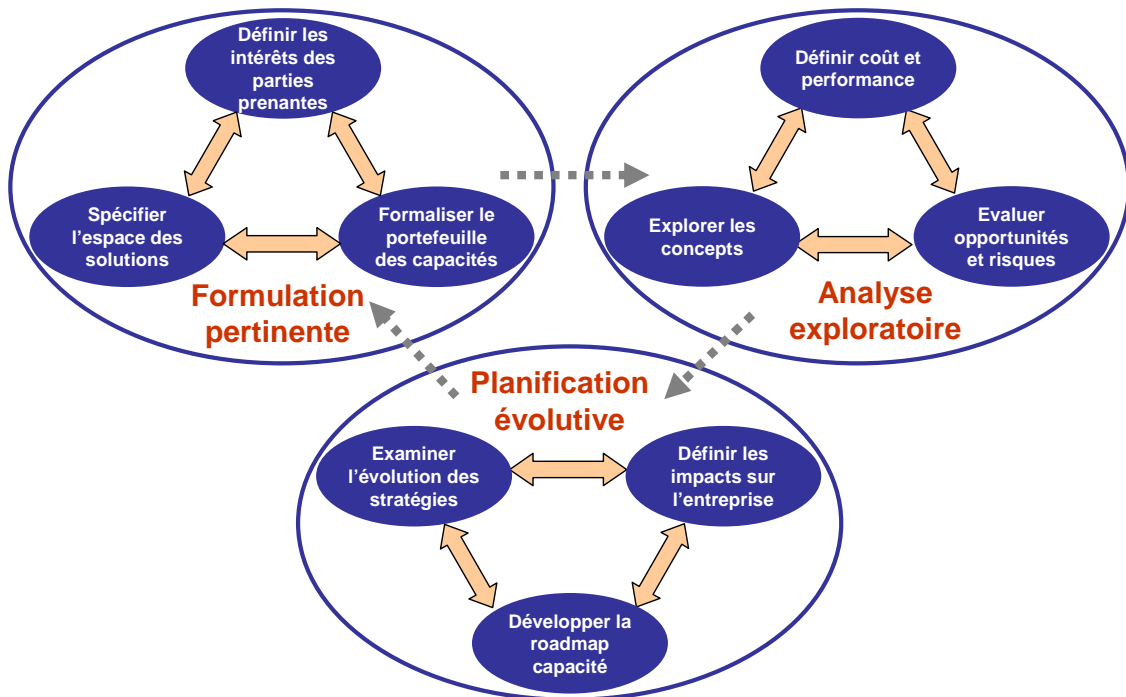 Définir les
intérêts des
parties
prenantes
Spécifier
l’espace des
solutions
Formaliser le
portefeuille
des capacités
Formulation
pertinente
Définir coût et
performance
Explorer les
concepts
Evaluer
opportunités
et risques
Analyse
exploratoire
Planification
évolutive
Examiner
l’évolution des
stratégies
Définir les
impacts sur
l’entreprise
Développer la
roadmap
capacité